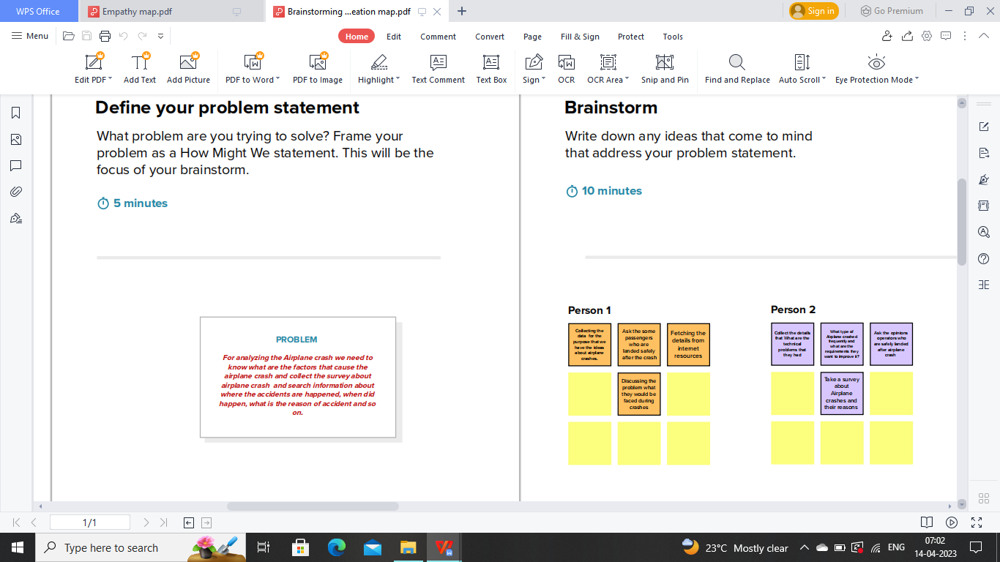 WPS Office
Empathy map.pdf
Brainstorming ...eation map.pdf
Sign in
Go Premium
Menu
Home
Edit
Comment
Convert
Page
Fill & Sign
Protect
Tools
Edit PDF
Add Text
Add Picture
PDF to Word
PDF to Image
Highlight
Text Comment
Text Box
Sign
OCR
OCR Area
Snip and Pin
Find and Replace
Auto Scroll
Eye Protection Mode
Define your problem statement
What problem are you trying to solve? Frame your
problem as a How Might We statement. This will be the
focus of your brainstorm.
5 minutes
PROBLEM
For analyzing the Airplane crash we need to
know what are the factors that cause the
airplane crash and collect the survey about
airplane crash and search information about
where the accidents are happened, when did
happen, what is the reason of accident and so
on.
Brainstorm
Write down any ideas that come to mind
that address your problem statement.
10 minutes
Person 1
Collecting the
data for the
purpose that we
have the ideas
about airplane
crashes.
Ask the some
passengers
who are
landed safely
after the crash
Fetching the
details from
internet
resources
Discussing the
problem what
they would be
faced during
crashes
Person 2
Collect the details
that What are the
technical
problems that
they had
What type of
Airplane crashed
frequently and
what are the
requirements they
want to improve it?
Ask the opinions
operators who
are safely landed
after airplane
crash
Take a survey
about
Airplane
crashes and
their reasons
1/1
Type here to search
23°C Mostly clear
ENG
07:02
14-04-2023